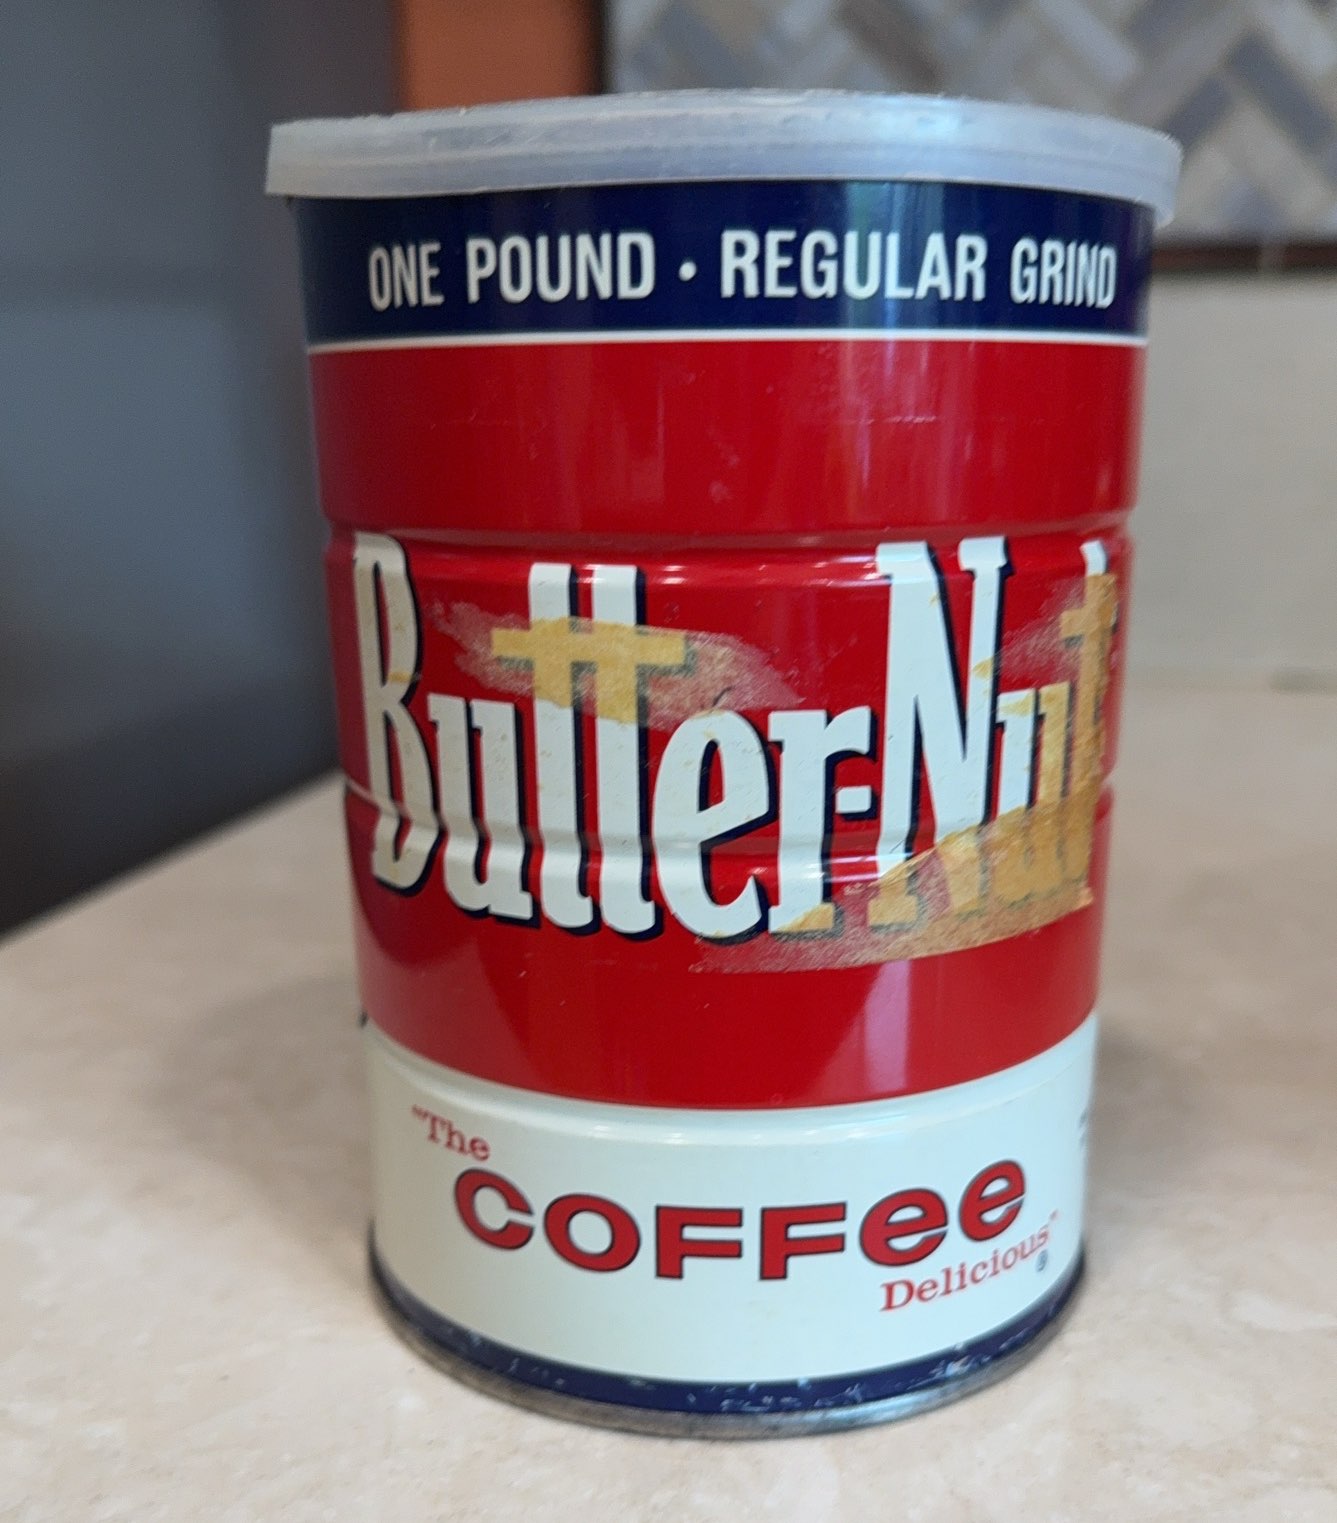 ONE POUND • REGULAR GRIND
Butter-Nut
"The
COFFee
Delicious"®